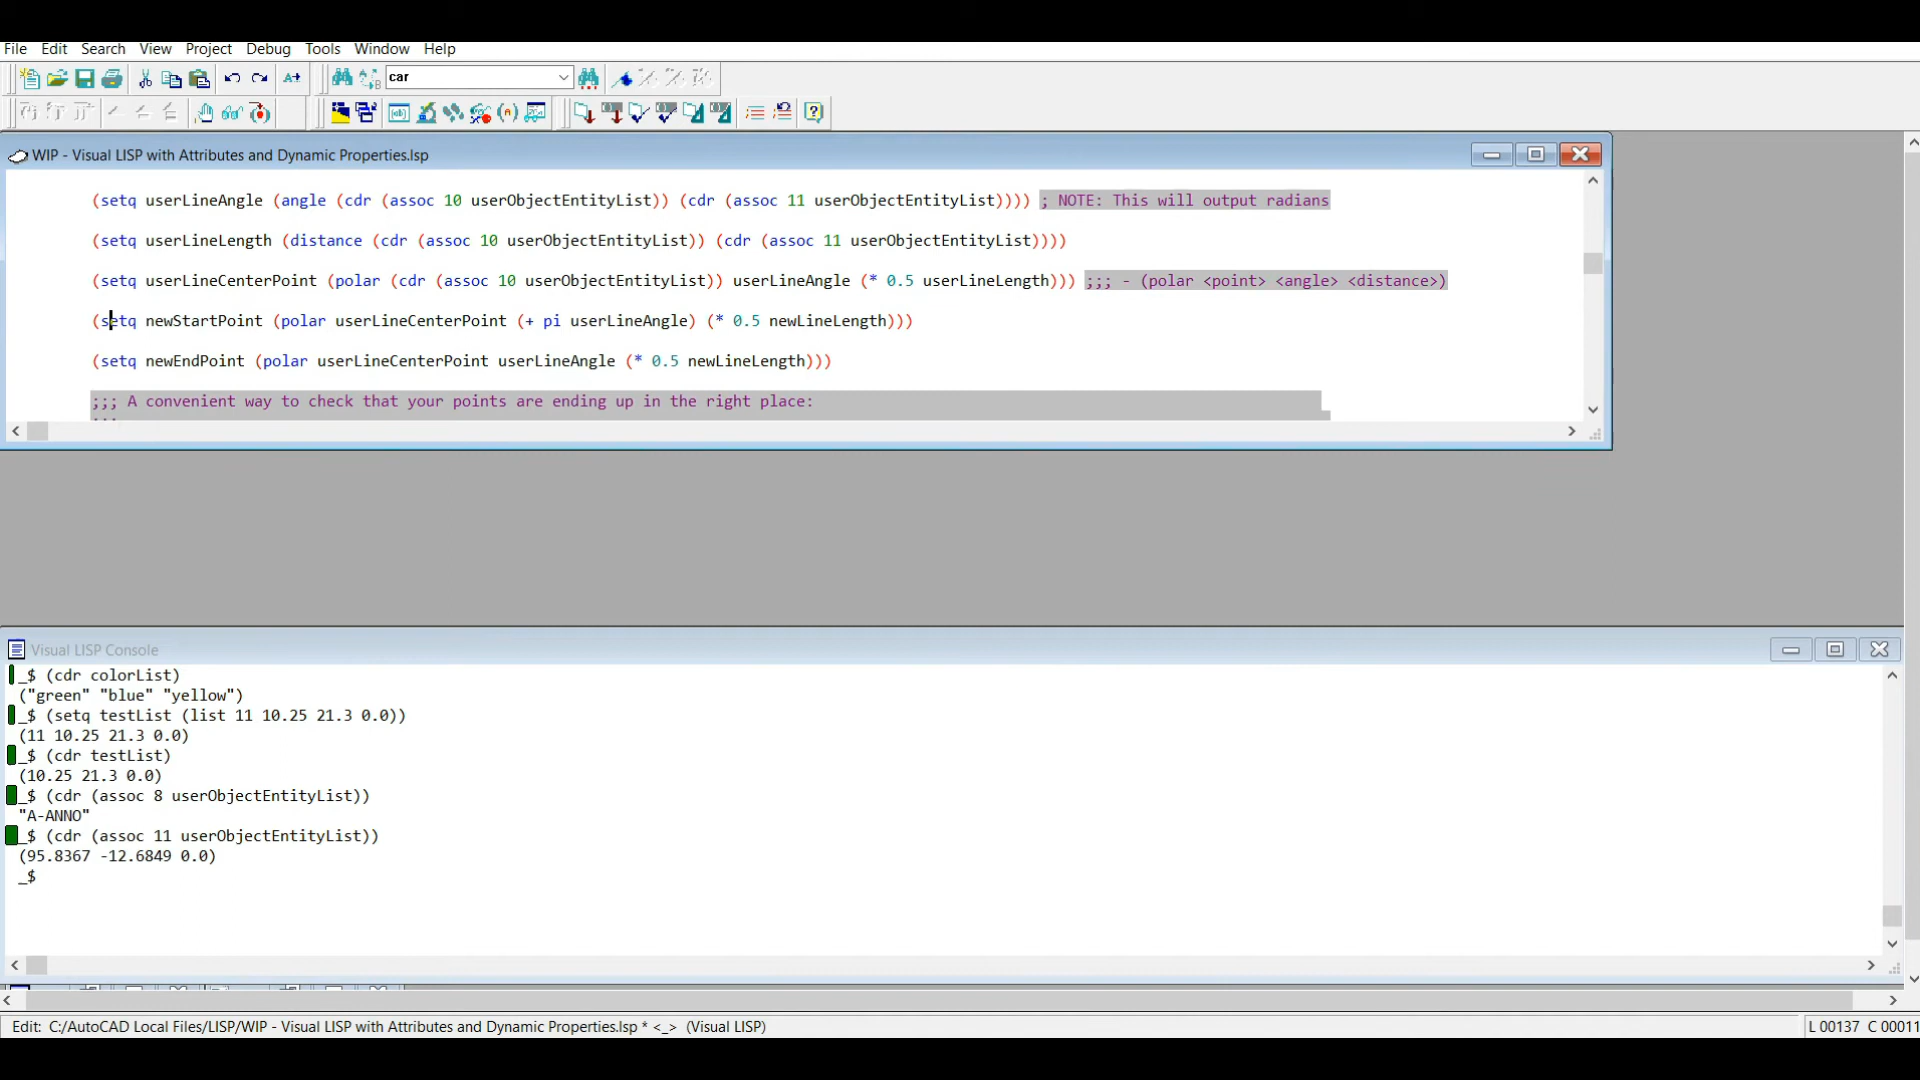 File Edit Search View Project Debug Tools Window Help
car
WIP - Visual LISP with Attributes and Dynamic Properties.lsp
(setq userLineAngle (angle (cdr (assoc 10 userObjectEntityList)) (cdr (assoc 11 userObjectEntityList)))) ; NOTE: This will output radians
(setq userLineLength (distance (cdr (assoc 10 userObjectEntityList)) (cdr (assoc 11 userObjectEntityList))))
(setq userLineCenterPoint (polar (cdr (assoc 10 userObjectEntityList)) userLineAngle (* 0.5 userLineLength))) ;;; - (polar <point> <angle> <distance>)
(setq newStartPoint (polar userLineCenterPoint (+ pi userLineAngle) (* 0.5 newLineLength)))
(setq newEndPoint (polar userLineCenterPoint userLineAngle (* 0.5 newLineLength)))
;;; A convenient way to check that your points are ending up in the right place:
Visual LISP Console
_$ (cdr colorList)
("green" "blue" "yellow")
_$ (setq testList (list 11 10.25 21.3 0.0))
(11 10.25 21.3 0.0)
_$ (cdr testList)
(10.25 21.3 0.0)
_$ (cdr (assoc 8 userObjectEntityList))
"A-ANNO"
_$ (cdr (assoc 11 userObjectEntityList))
(95.8367 -12.6849 0.0)
_$
Edit: C:/AutoCAD Local Files/LISP/WIP - Visual LISP with Attributes and Dynamic Properties.lsp * <_> (Visual LISP)
L 00137 C 00011